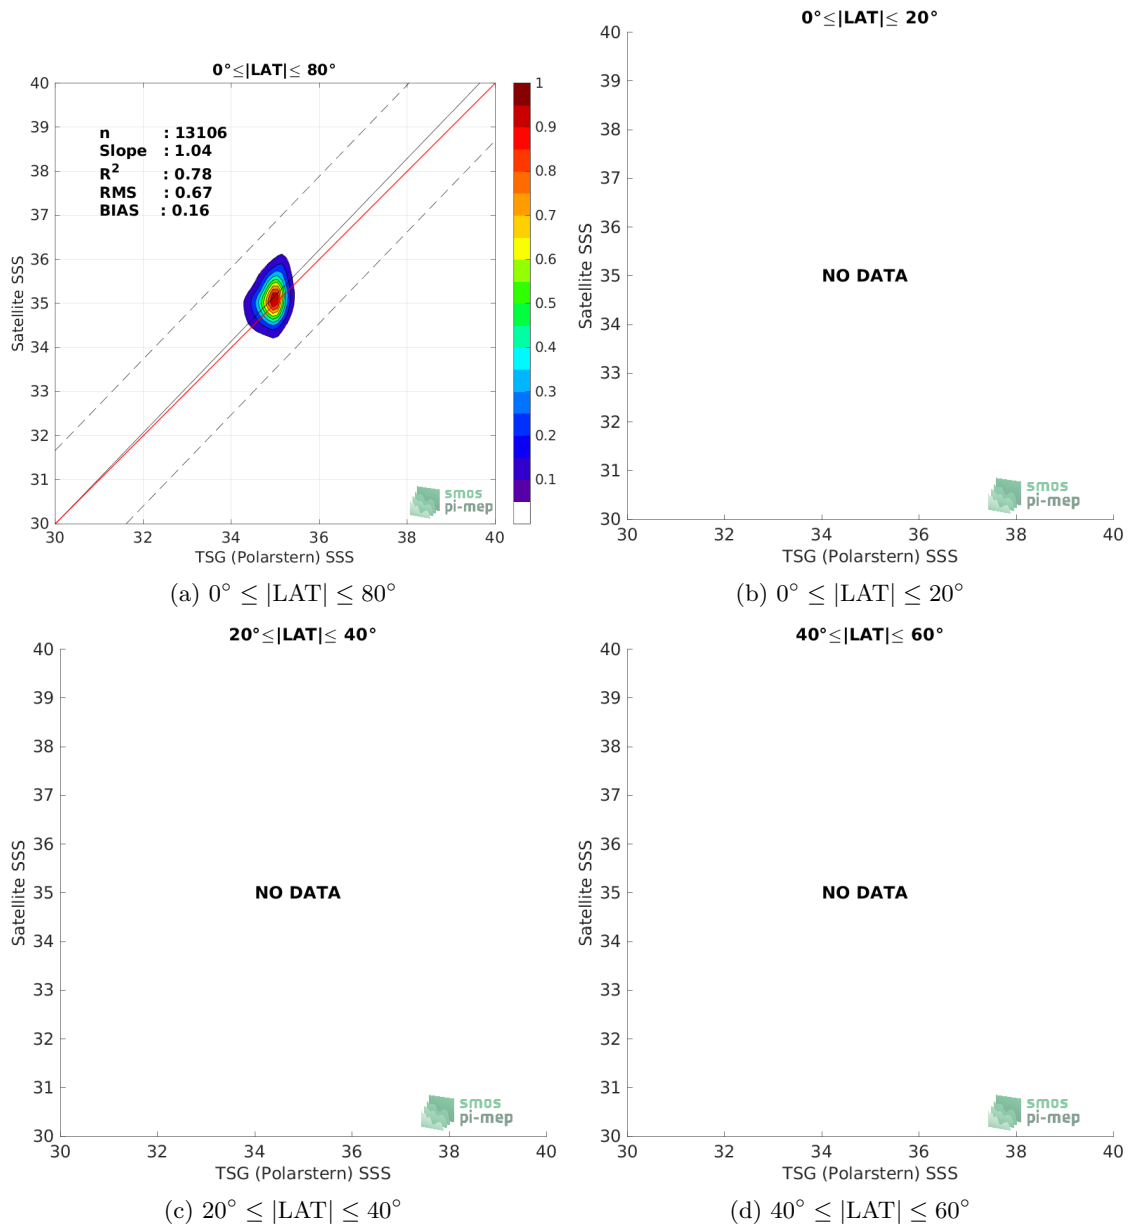 0°≤|LAT|≤ 80°
n : 13106
Slope : 1.04
R² : 0.78
RMS : 0.67
BIAS : 0.16
40
39
38
37
36
35
34
33
32
31
30
Satellite SSS
30 32 34 36 38 40
TSG (Polarstern) SSS
1
0.9
0.8
0.7
0.6
0.5
0.4
0.3
0.2
0.1
smos
pi-mep
(a) 0° ≤ |LAT| ≤ 80°
0°≤|LAT|≤ 20°
40
39
38
37
36
35
34
33
32
31
30
Satellite SSS
NO DATA
smos
pi-mep
30 32 34 36 38 40
TSG (Polarstern) SSS
(b) 0° ≤ |LAT| ≤ 20°
20°≤|LAT|≤ 40°
40
39
38
37
36
35
34
33
32
31
30
Satellite SSS
NO DATA
smos
pi-mep
30 32 34 36 38 40
TSG (Polarstern) SSS
(c) 20° ≤ |LAT| ≤ 40°
40°≤|LAT|≤ 60°
40
39
38
37
36
35
34
33
32
31
30
Satellite SSS
NO DATA
smos
pi-mep
30 32 34 36 38 40
TSG (Polarstern) SSS
(d) 40° ≤ |LAT| ≤ 60°